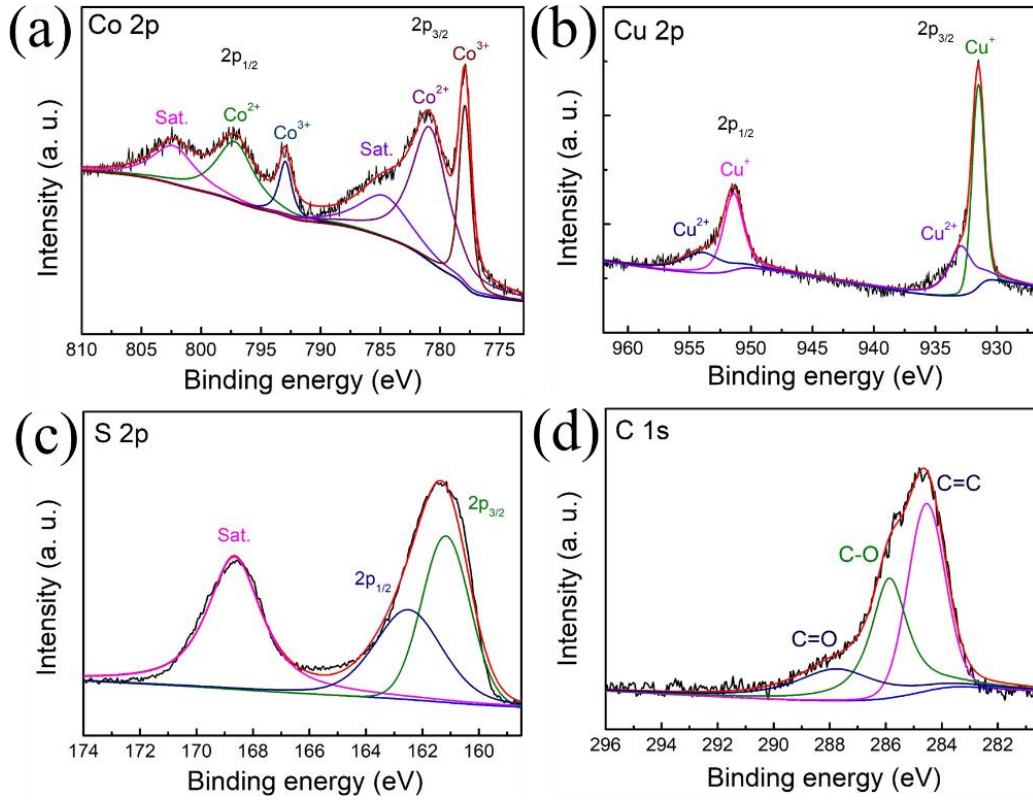 (a)
Co 2p
2p1/2
2p3/2
Co3+
Co2+
Sat.
Co2+
Co3+
Sat.
Intensity (a. u.)
810 805 800 795 790 785 780 775
Binding energy (eV)
(b)
Cu 2p
2p3/2
Cu+
2p1/2
Cu+
Cu2+
Cu2+
Intensity (a. u.)
960 955 950 945 940 935 930
Binding energy (eV)
(c)
S 2p
2p3/2
Sat.
2p1/2
Intensity (a. u.)
174 172 170 168 166 164 162 160
Binding energy (eV)
(d)
C 1s
C=C
C-O
C=O
Intensity (a. u.)
296 294 292 290 288 286 284 282
Binding energy (eV)